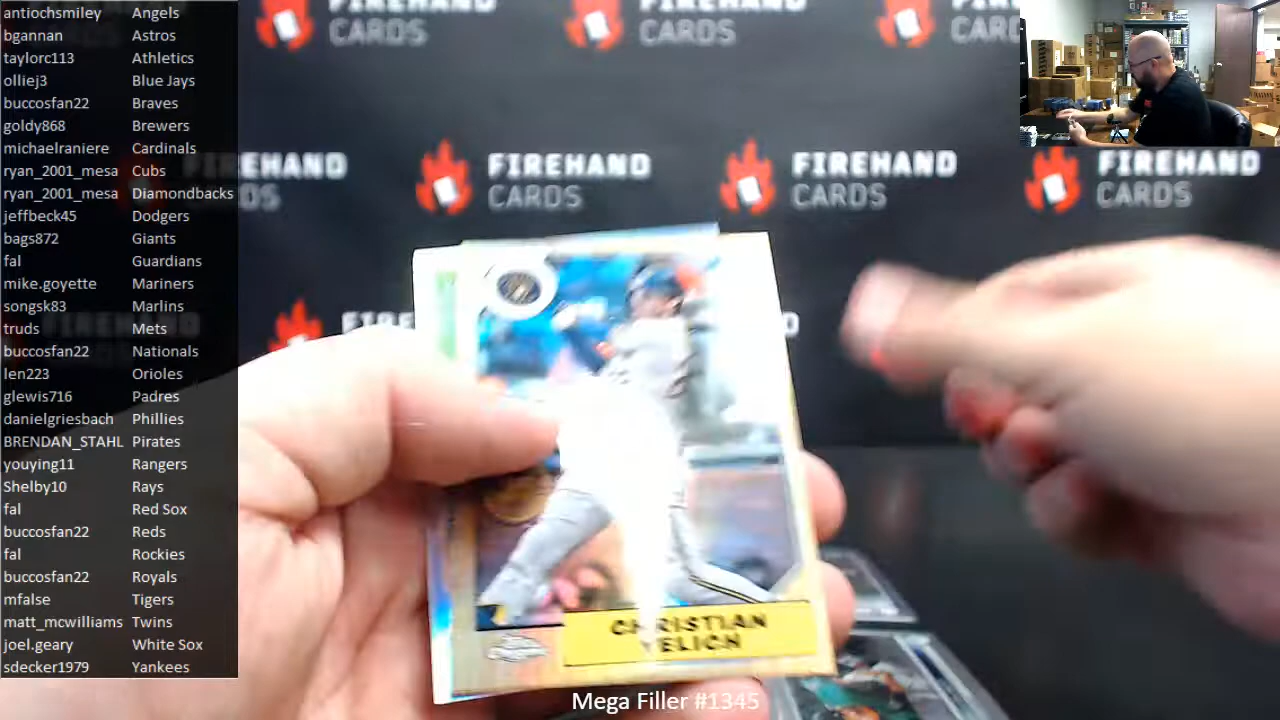 antiochsmiley Angels
bgannan Astros
taylorc113 Athletics
olliej3 Blue Jays
buccosfan22 Braves
goldy868 Brewers
michaelraniere Cardinals
ryan_2001_mesa Cubs
ryan_2001_mesa Diamondbacks
jeffbeck45 Dodgers
bags872 Giants
fal Guardians
mike.goyette Mariners
songsk83 Marlins
truds Mets
buccosfan22 Nationals
len223 Orioles
glewis716 Padres
danielgriesbach Phillies
BRENDAN_STAHL Pirates
youying11 Rangers
Shelby10 Rays
fal Red Sox
buccosfan22 Reds
fal Rockies
buccosfan22 Royals
mfalse Tigers
matt_mcwilliams Twins
joel.geary White Sox
sdecker1979 Yankees
CARDS
CARDS
FIREHAND
CARDS
FIREHAND
CARDS
FIREHAND
CARDS
CHRISTIAN
YELICH
Mega Filler #1345